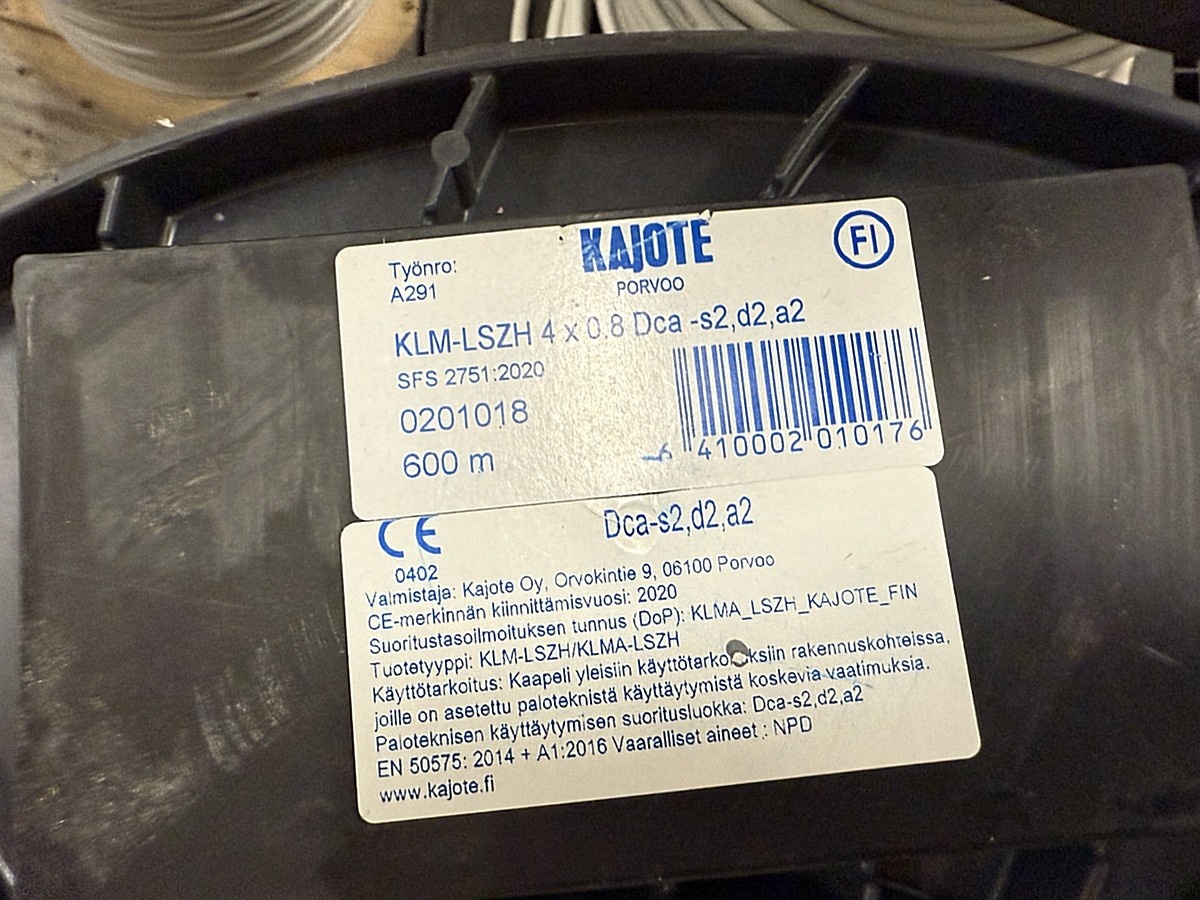 KAJOTE
FI
Työnro:
A291
PORVOO
KLM-LSZH 4 x 0.8 Dca -s2,d2,a2
SFS 2751:2020
0201018
600 m
6 410002 010176
CE
Dca-s2,d2,a2
0402
Valmistaja: Kajote Oy, Orvokintie 9, 06100 Porvoo
CE-merkinnän kiinnittämisvuosi: 2020
Suoritustasoilmoituksen tunnus (DoP): KLMA_LSZH_KAJOTE_FIN
Tuotetyyppi: KLM-LSZH/KLMA-LSZH
Käyttötarkoitus: Kaapeli yleisiin käyttötarkoituksiin rakennuskohteissa,
joille on asetettu paloteknistä käyttäytymistä koskevia vaatimuksia.
Paloteknisen käyttäytymisen suoritusluokka: Dca-s2,d2,a2
EN 50575: 2014 + A1:2016 Vaaralliset aineet : NPD
www.kajote.fi